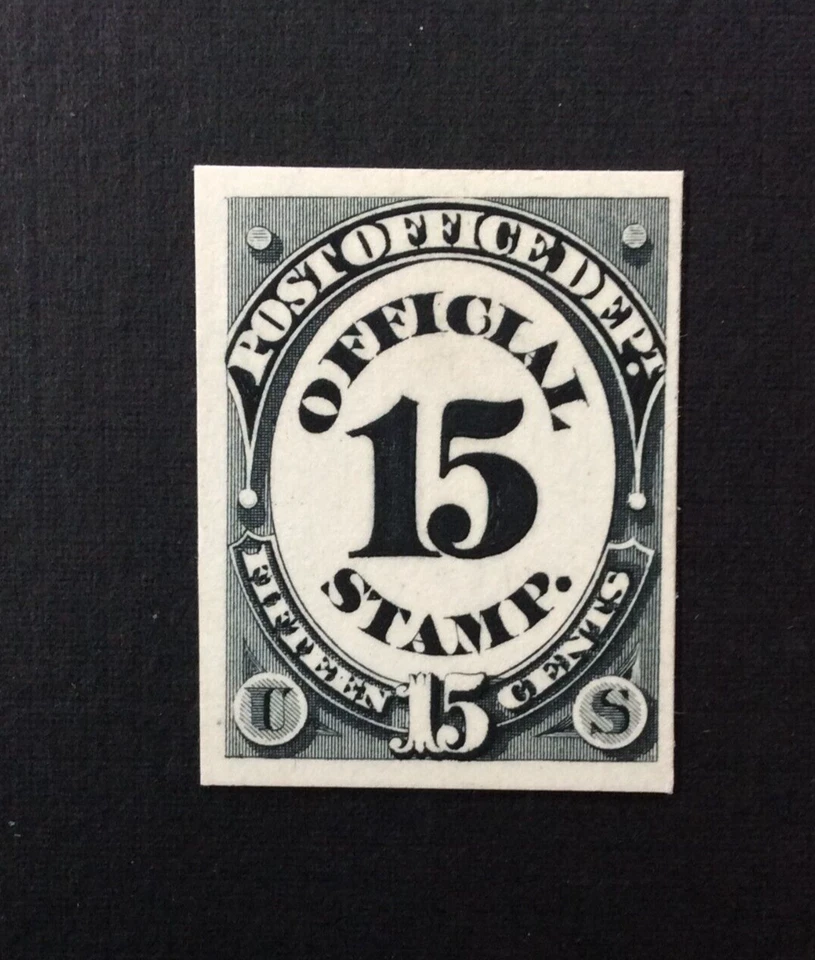 POST OFFICE DEPT.
OFFICIAL
15
STAMP.
FIFTEEN 15 CENTS
U S